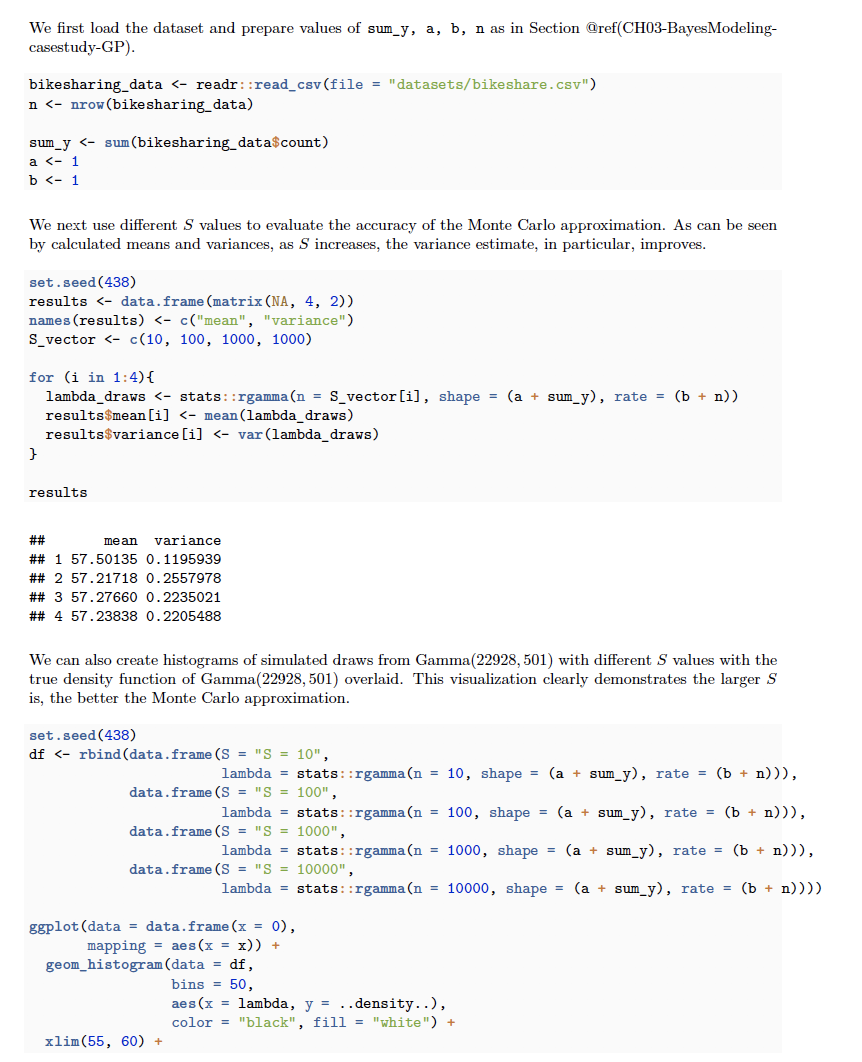 We first load the dataset and prepare values of sum_y, a, b, n as in Section @ref(CH03-BayesModeling-
casestudy-GP).
bikesharing_data <- readr::read_csv(file = "datasets/bikeshare.csv")
n <- nrow(bikesharing_data)
sum_y <- sum(bikesharing_data$count)
a <- 1
b <- 1
We next use different S values to evaluate the accuracy of the Monte Carlo approximation. As can be seen
by calculated means and variances, as S increases, the variance estimate, in particular, improves.
set.seed(438)
results <- data.frame(matrix(NA, 4, 2))
names(results) <- c("mean", "variance")
S_vector <- c(10, 100, 1000, 1000)
for (i in 1:4){
  lambda_draws <- stats::rgamma(n = S_vector[i], shape = (a + sum_y), rate = (b + n))
  results$mean[i] <- mean(lambda_draws)
  results$variance[i] <- var(lambda_draws)
}
results
##       mean  variance
## 1 57.50135 0.1195939
## 2 57.21718 0.2557978
## 3 57.27660 0.2235021
## 4 57.23838 0.2205488
We can also create histograms of simulated draws from Gamma(22928, 501) with different S values with the
true density function of Gamma(22928, 501) overlaid. This visualization clearly demonstrates the larger S
is, the better the Monte Carlo approximation.
set.seed(438)
df <- rbind(data.frame(S = "S = 10",
                       lambda = stats::rgamma(n = 10, shape = (a + sum_y), rate = (b + n))),
            data.frame(S = "S = 100",
                       lambda = stats::rgamma(n = 100, shape = (a + sum_y), rate = (b + n))),
            data.frame(S = "S = 1000",
                       lambda = stats::rgamma(n = 1000, shape = (a + sum_y), rate = (b + n))),
            data.frame(S = "S = 10000",
                       lambda = stats::rgamma(n = 10000, shape = (a + sum_y), rate = (b + n))))
ggplot(data = data.frame(x = 0),
       mapping = aes(x = x)) +
  geom_histogram(data = df,
                 bins = 50,
                 aes(x = lambda, y = ..density..),
                 color = "black", fill = "white") +
  xlim(55, 60) +